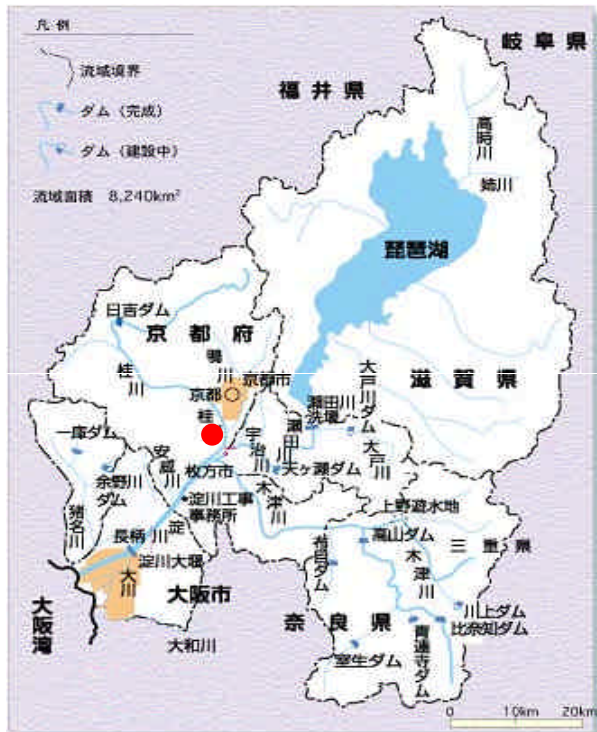 凡例
流域境界
ダム（完成）
ダム（建設中）
流域面積 8,240km²
岐阜県
福井県
高時川
姉川
琵琶湖
日吉ダム
京都府
鴨川
桂川
京都
京都市
滋賀県
大戸川ダム
瀬田川洗堰
桂
宇治川
瀬田川
大戸川
天ヶ瀬ダム
一庫ダム
余野川ダム
安威川
枚方市
淀川工事事務所
木津川
猪名川
長柄
淀
淀川大堰
大川
大阪市
大阪湾
大和川
上野遊水地
高山ダム
三重県
布目ダム
木津川
川上ダム
比奈知ダム
奈良県
室生ダム
青蓮寺ダム
0 10km 20km